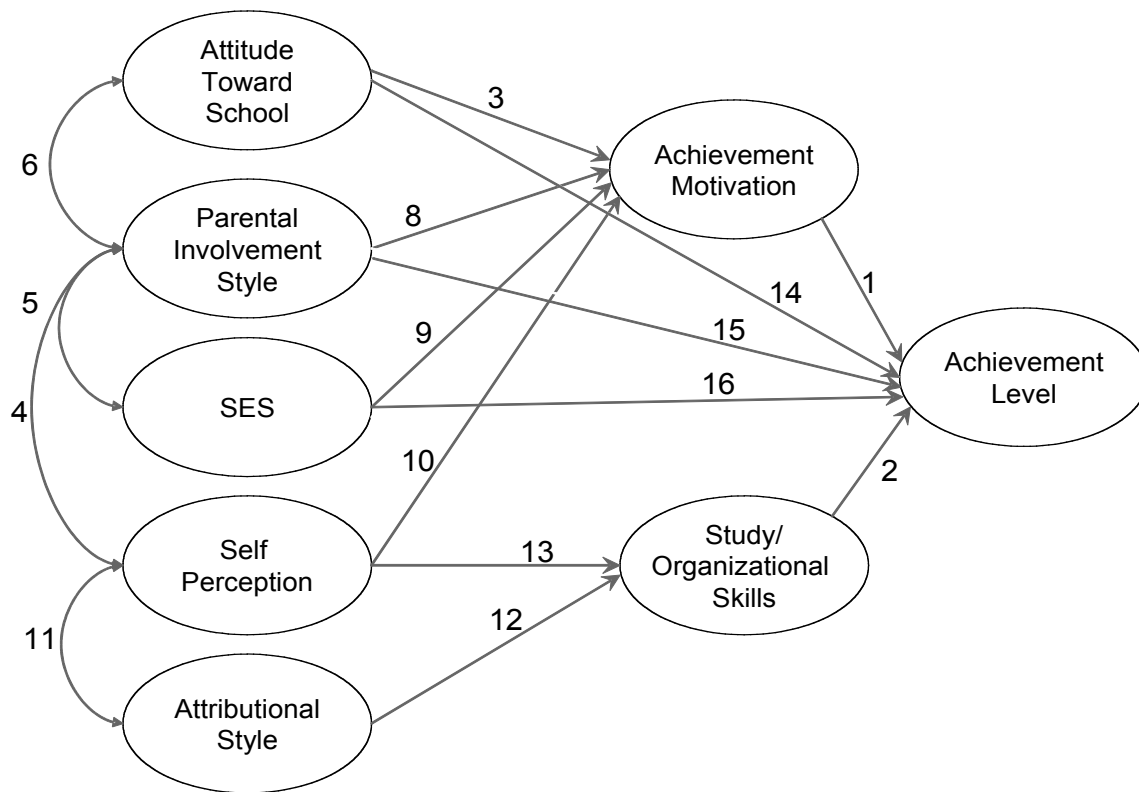 Attitude
Toward
School
3
Achievement
Motivation
6
Parental
Involvement
Style
8
14
1
5
9
15
Achievement
Level
SES
16
4
10
2
Self
Perception
13
Study/
Organizational
Skills
12
11
Attributional
Style